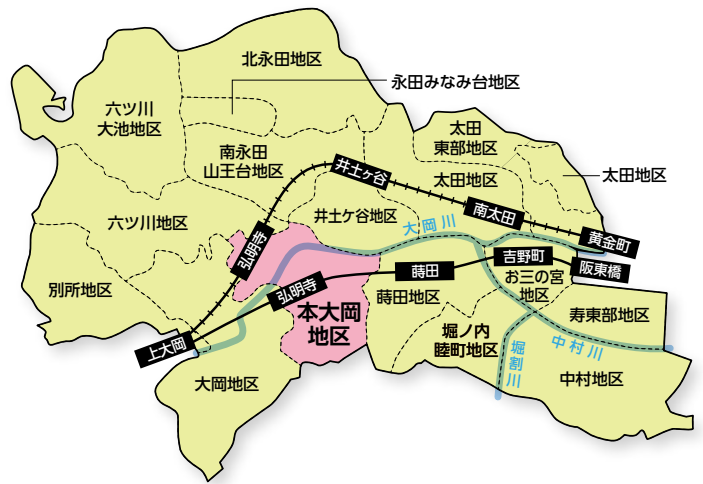 北永田地区
永田みなみ台地区
六ツ川
大池地区
太田
東部地区
南永田
山王台地区
井土ヶ谷
太田地区
太田地区
六ツ川地区
井土ケ谷地区
南太田
大岡川
黄金町
弘明寺
吉野町
阪東橋
別所地区
弘明寺
蒔田
お三の宮
地区
本大岡
地区
蒔田地区
寿東部地区
上大岡
堀ノ内
睦町地区
中村川
堀割川
大岡地区
中村地区